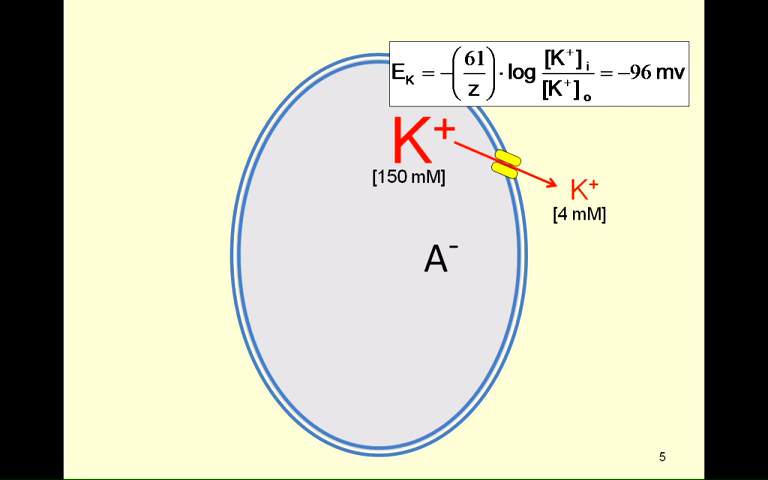 E_K = -(61/z) · log [K⁺]ᵢ/[K⁺]ₒ = -96 mv
K⁺
[150 mM]
K⁺
[4 mM]
A⁻
5